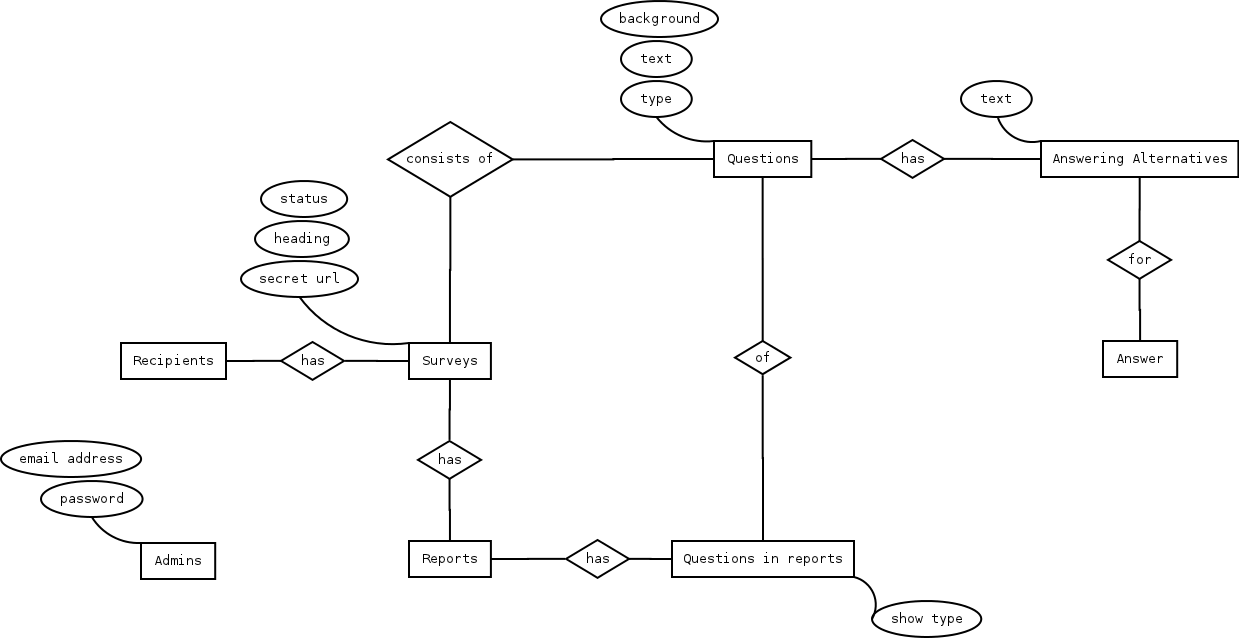 background
text
type
text
consists of
Questions
has
Answering Alternatives
status
heading
secret url
for
Recipients
has
Surveys
of
Answer
email address
has
password
Admins
Reports
has
Questions in reports
show type